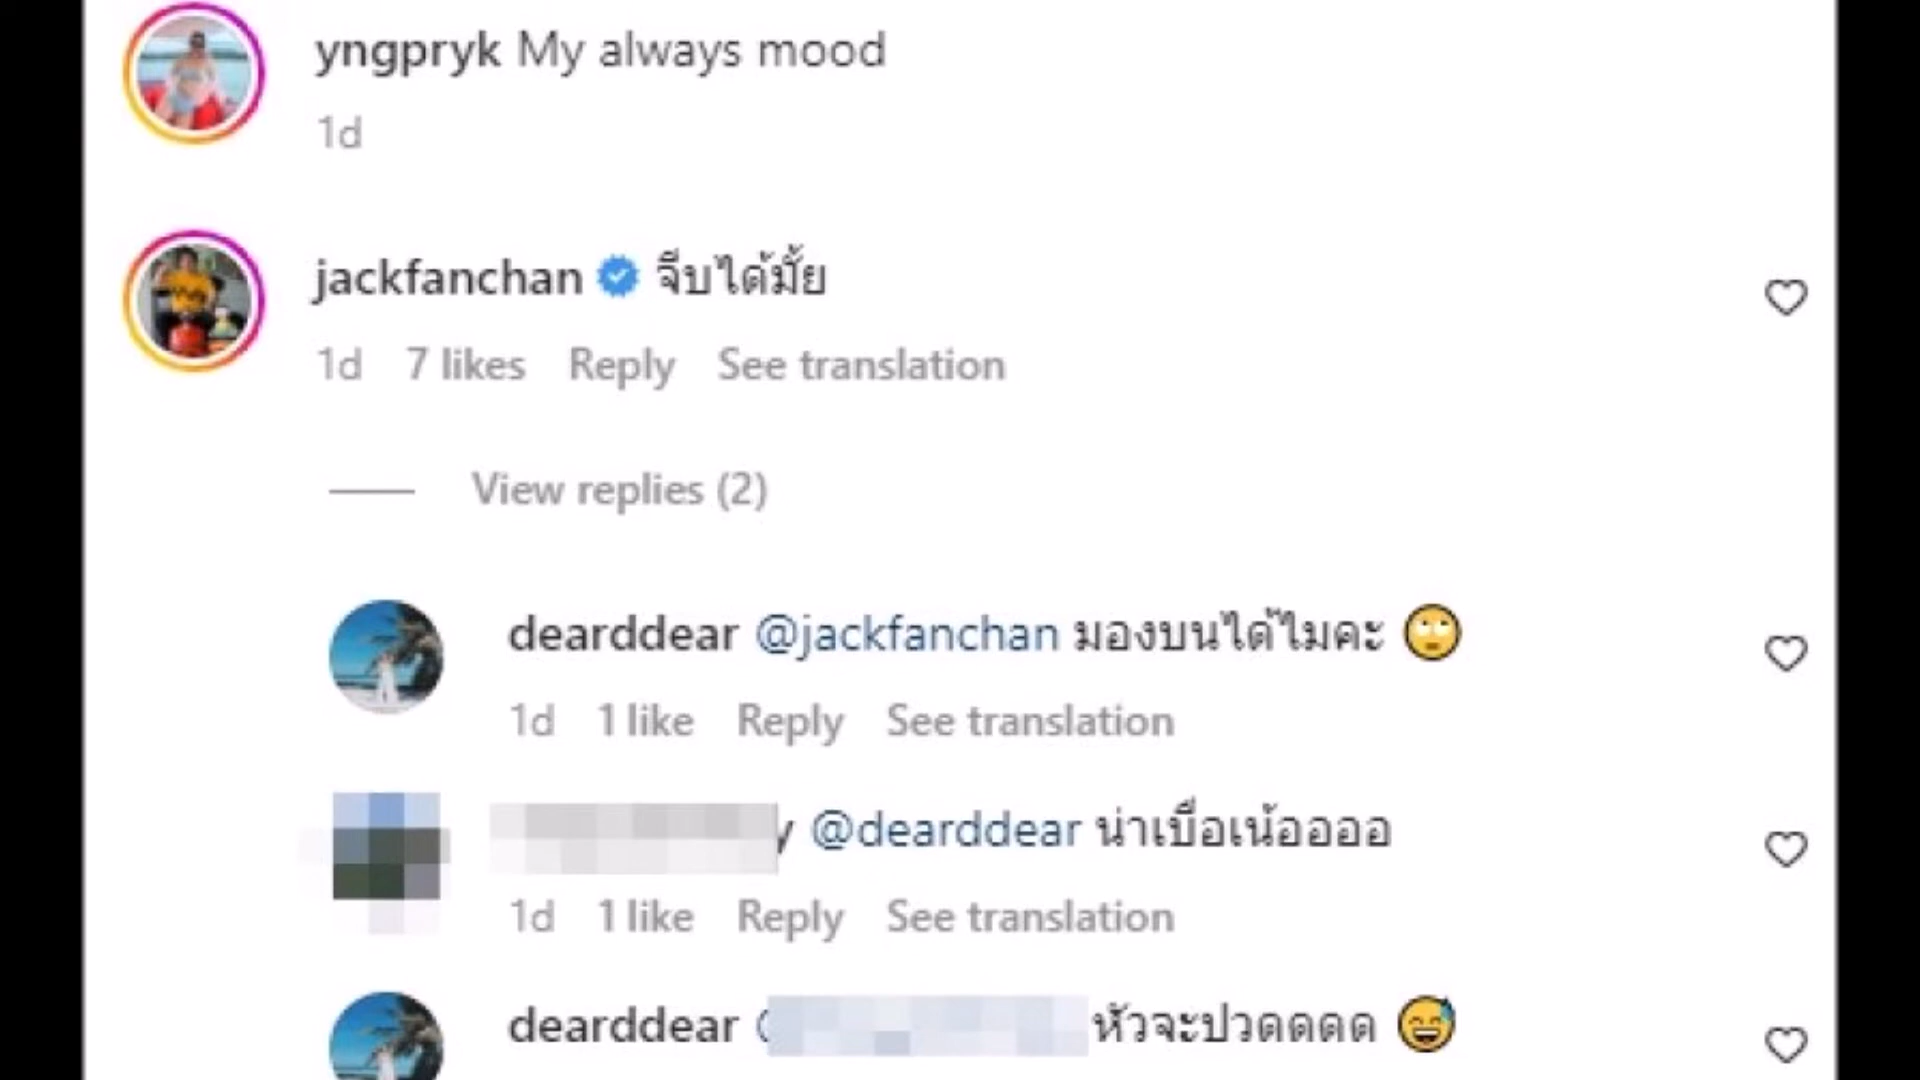 yngpryk My always mood
1d
jackfanchan จีบได้มั้ย
1d 7 likes Reply See translation
View replies (2)
dearddear @jackfanchan มองบนได้ไมคะ 🙄
1d 1 like Reply See translation
y @dearddear น่าเบื่อเน้ออออ
1d 1 like Reply See translation
dearddear @ หัวจะปวดดดด 😅